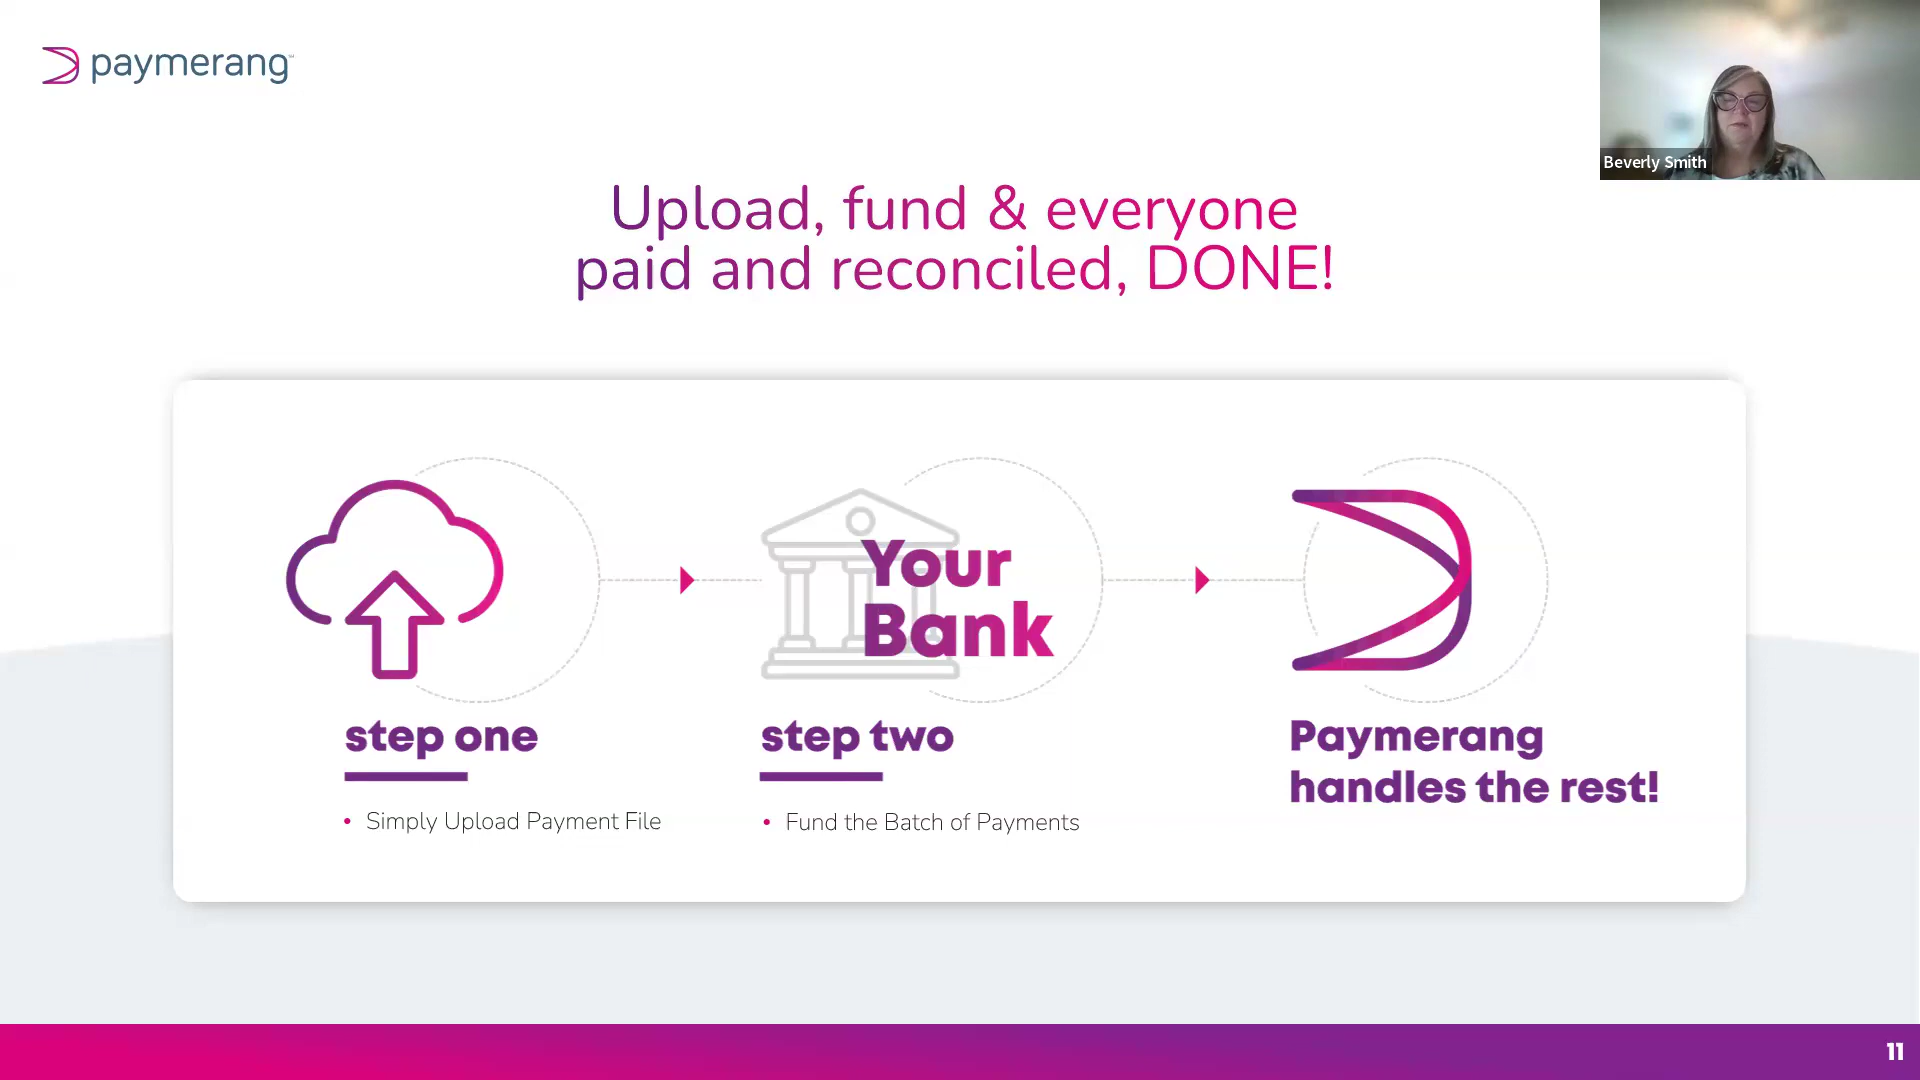 paymerang
Beverly Smith
Upload, fund & everyone
paid and reconciled, DONE!
Your
Bank
step one
• Simply Upload Payment File
step two
• Fund the Batch of Payments
Paymerang
handles the rest!
11